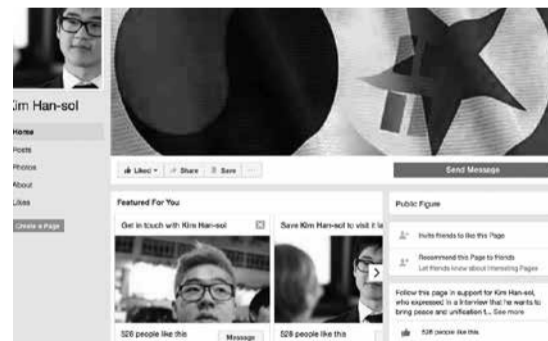 Kim Han-sol
Home
Posts
Photos
About
Likes
Create a Page
Liked
Share
Save
Send Message
Featured For You
Get in touch with Kim Han-sol
528 people like this
Message
Save Kim Han-sol to visit it la
528 people like this
Public Figure
Invite friends to like this Page
Recommend this Page to friends
Let friends know about interesting Pages
Follow this page in support for Kim Han-sol,
who expressed in a interview that he wants to
bring peace and unification t... See more
528 people like this